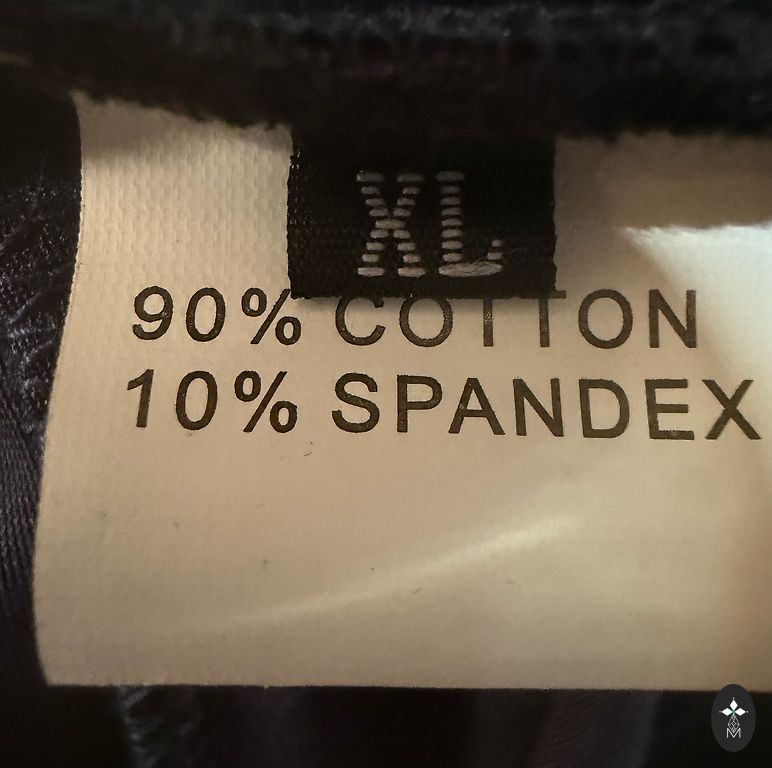 XL
90% COTTON
10% SPANDEX
M